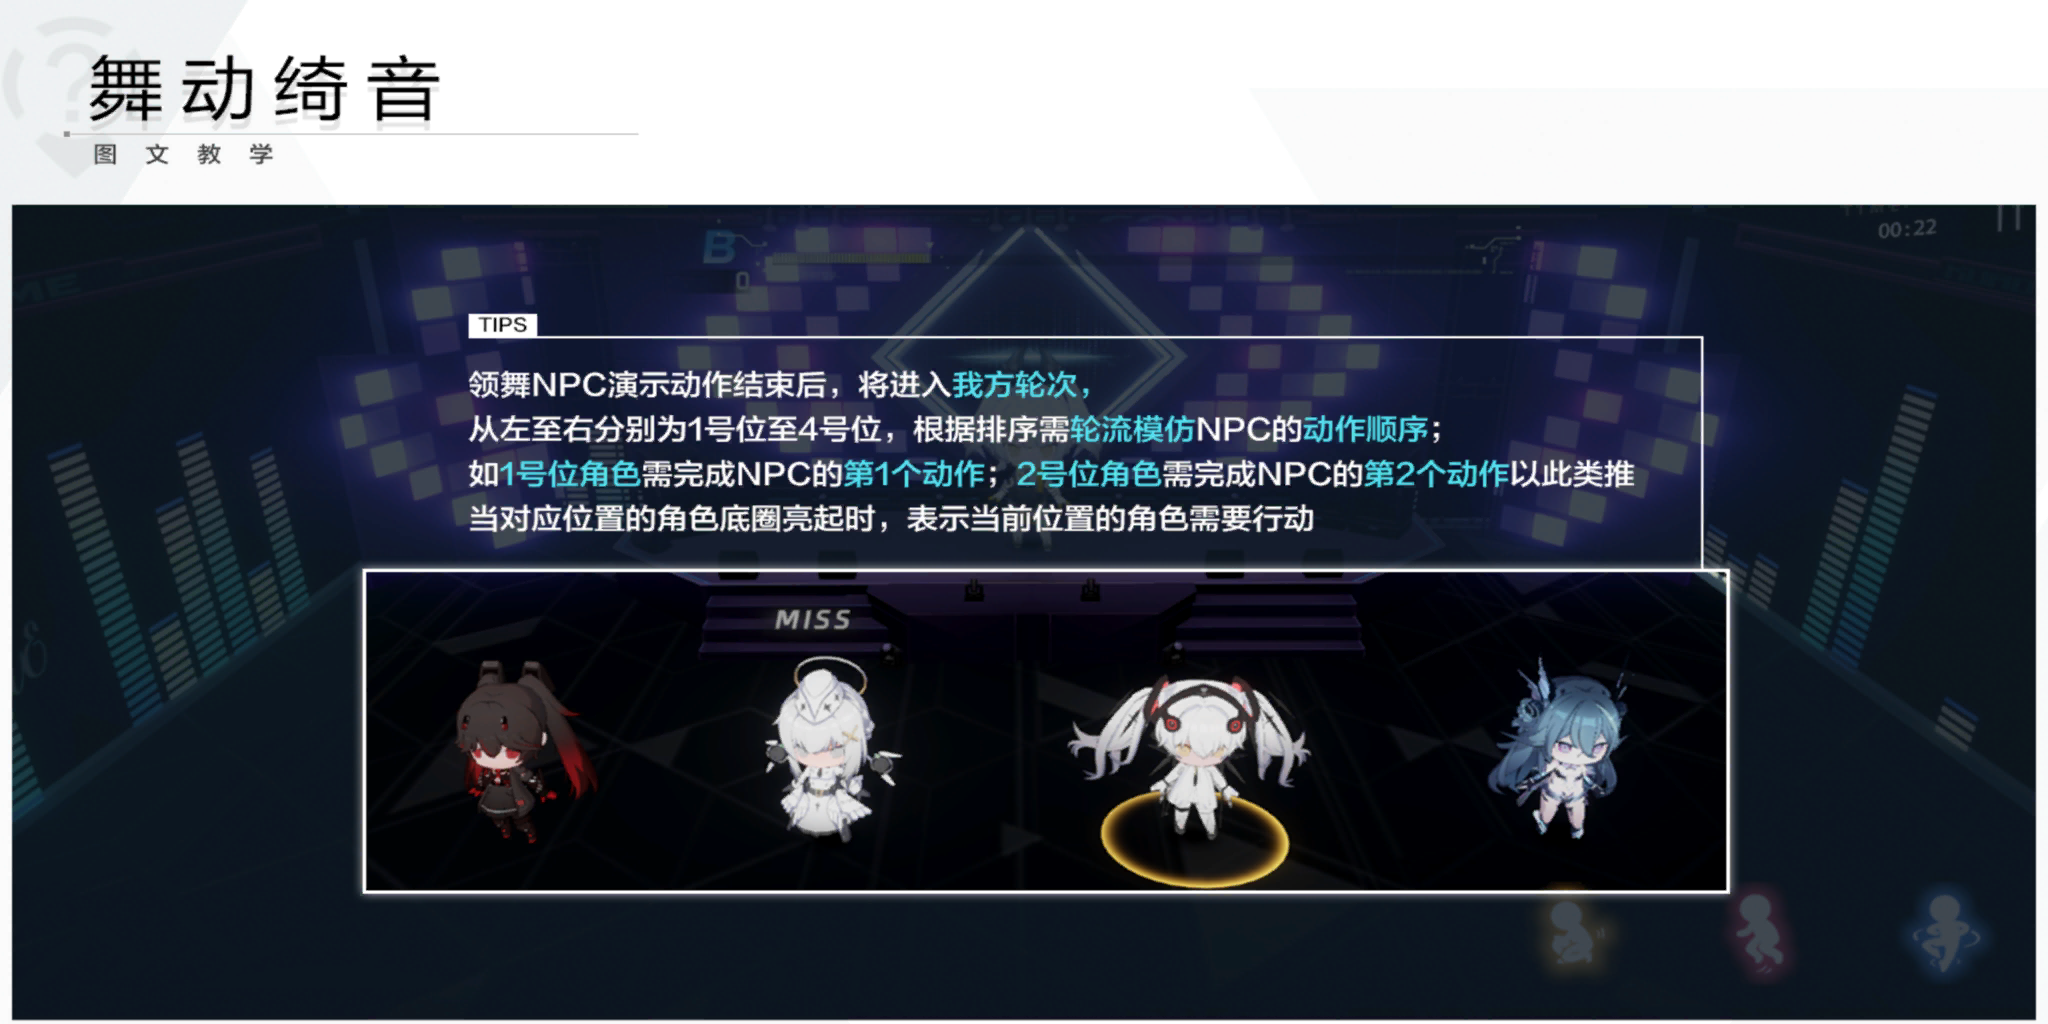 舞动绮音
图文教学
B
00:22
0
TIPS
领舞NPC演示动作结束后，将进入我方轮次，
从左至右分别为1号位至4号位，根据排序需轮流模仿NPC的动作顺序；
如1号位角色需完成NPC的第1个动作；2号位角色需完成NPC的第2个动作以此类推
当对应位置的角色底圈亮起时，表示当前位置的角色需要行动
MISS